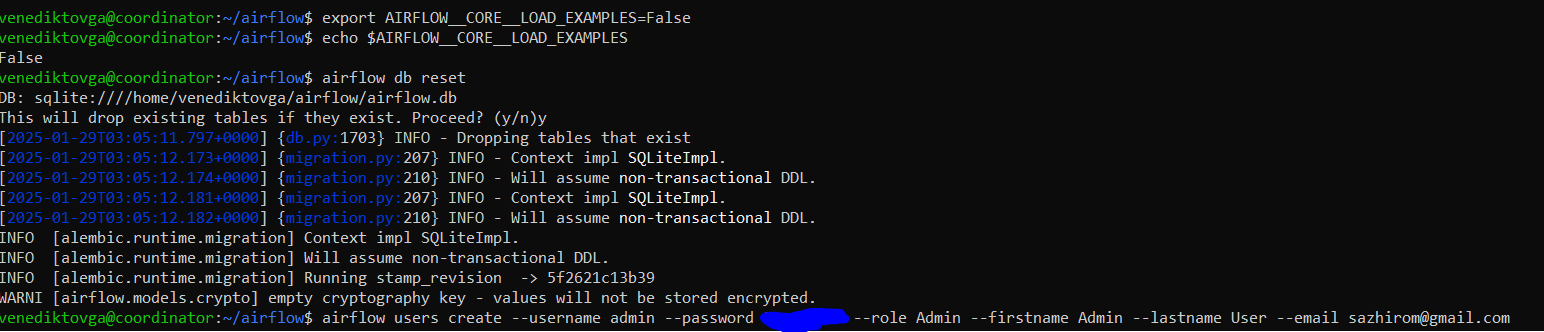 venediktovga@coordinator:~/airflow$ export AIRFLOW__CORE__LOAD_EXAMPLES=False
venediktovga@coordinator:~/airflow$ echo $AIRFLOW__CORE__LOAD_EXAMPLES
False
venediktovga@coordinator:~/airflow$ airflow db reset
DB: sqlite:////home/venediktovga/airflow/airflow.db
This will drop existing tables if they exist. Proceed? (y/n)y
[2025-01-29T03:05:11.797+0000] {db.py:1703} INFO - Dropping tables that exist
[2025-01-29T03:05:12.173+0000] {migration.py:207} INFO - Context impl SQLiteImpl.
[2025-01-29T03:05:12.174+0000] {migration.py:210} INFO - Will assume non-transactional DDL.
[2025-01-29T03:05:12.181+0000] {migration.py:207} INFO - Context impl SQLiteImpl.
[2025-01-29T03:05:12.182+0000] {migration.py:210} INFO - Will assume non-transactional DDL.
INFO  [alembic.runtime.migration] Context impl SQLiteImpl.
INFO  [alembic.runtime.migration] Will assume non-transactional DDL.
INFO  [alembic.runtime.migration] Running stamp_revision  -> 5f2621c13b39
WARNI [airflow.models.crypto] empty cryptography key - values will not be stored encrypted.
venediktovga@coordinator:~/airflow$ airflow users create --username admin --password --role Admin --firstname Admin --lastname User --email sazhirom@gmail.com